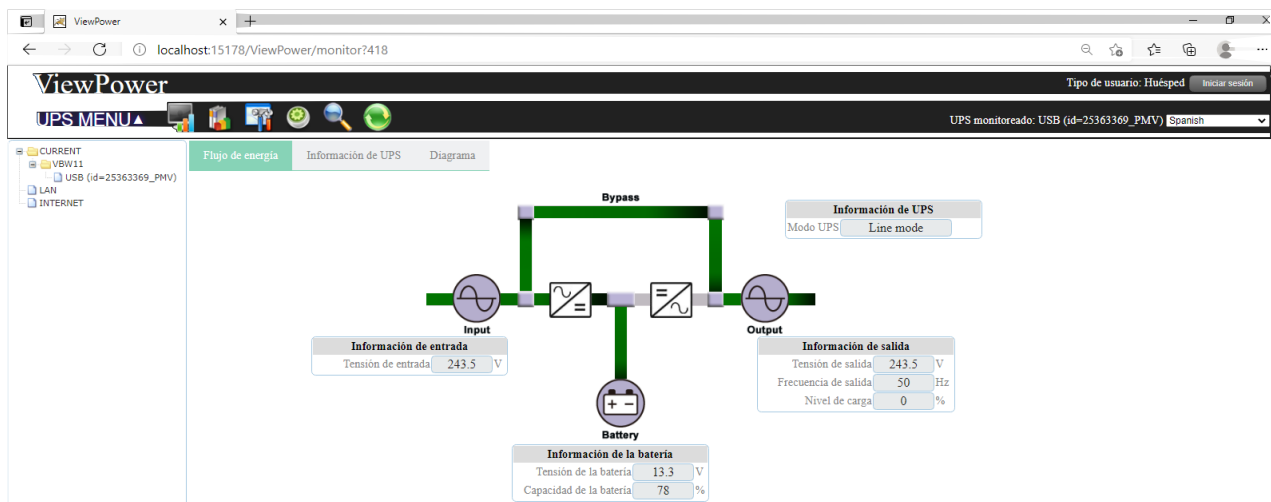 ViewPower
localhost:15178/ViewPower/monitor?418
ViewPower
Tipo de usuario: Huésped Iniciar sesión
UPS MENU▲
UPS monitoreado: USB (id=25363369_PMV) Spanish
CURRENT
VBW11
USB (id=25363369_PMV)
LAN
INTERNET
Flujo de energía Información de UPS Diagrama
Bypass
Información de UPS
Modo UPS Line mode
Input
Output
Información de entrada
Tensión de entrada 243.5 V
Información de salida
Tensión de salida 243.5 V
Frecuencia de salida 50 Hz
Nivel de carga 0 %
Battery
Información de la batería
Tensión de la batería 13.3 V
Capacidad de la batería 78 %